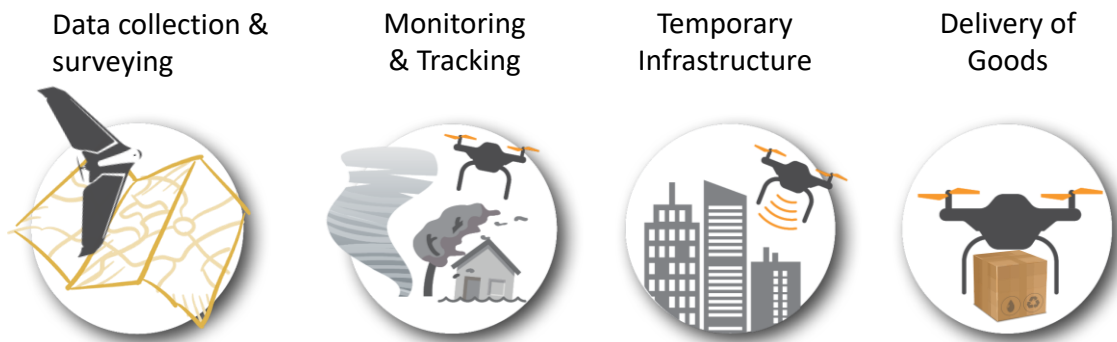 Data collection &
surveying
Monitoring
& Tracking
Temporary
Infrastructure
Delivery of
Goods